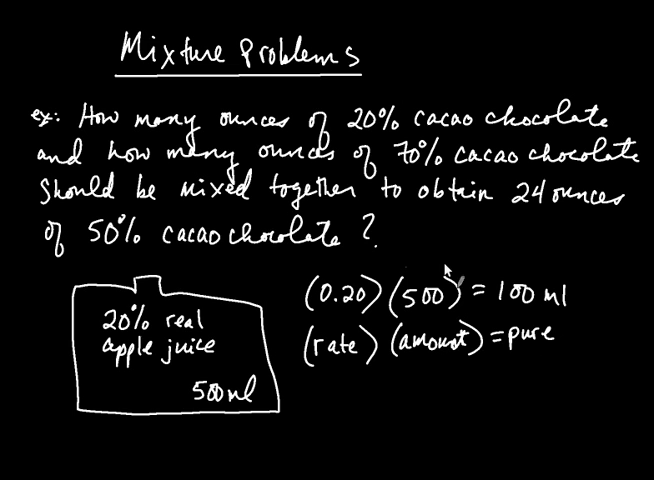 Mixture Problems
ex: How many ounces of 20% cacao chocolate
and how many ounces of 70% cacao chocolate
should be mixed together to obtain 24 ounces
of 50% cacao chocolate?
(0.20)(500) = 100 ml
(rate)(amount) = pure
20% real
apple juice
500 ml